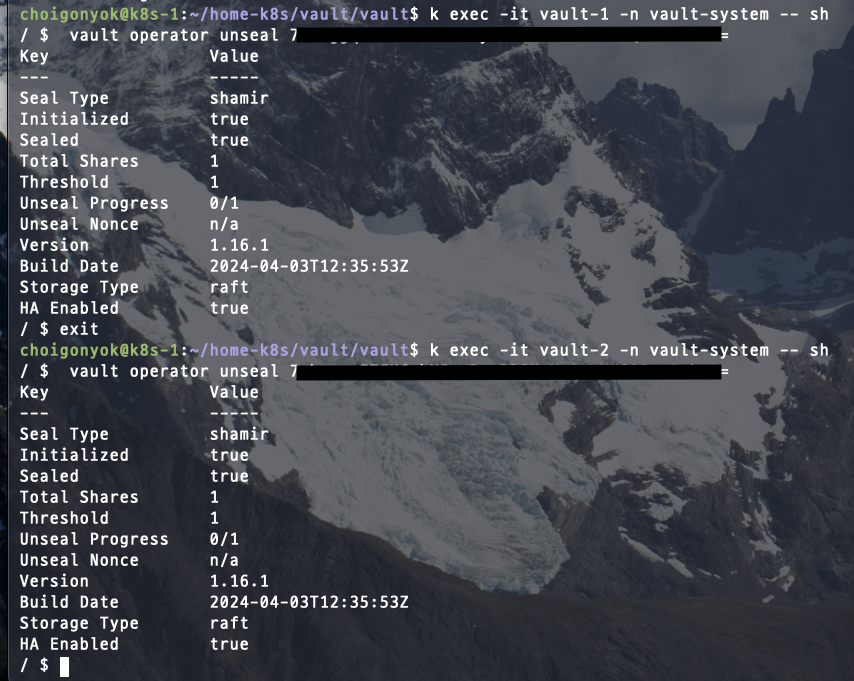 choigonyok@k8s-1:~/home-k8s/vault/vault$ k exec -it vault-1 -n vault-system -- sh
/ $  vault operator unseal 7 =
Key                Value
---                -----
Seal Type          shamir
Initialized        true
Sealed             true
Total Shares       1
Threshold          1
Unseal Progress    0/1
Unseal Nonce       n/a
Version            1.16.1
Build Date         2024-04-03T12:35:53Z
Storage Type       raft
HA Enabled         true
/ $ exit
choigonyok@k8s-1:~/home-k8s/vault/vault$ k exec -it vault-2 -n vault-system -- sh
/ $  vault operator unseal 7 =
Key                Value
---                -----
Seal Type          shamir
Initialized        true
Sealed             true
Total Shares       1
Threshold          1
Unseal Progress    0/1
Unseal Nonce       n/a
Version            1.16.1
Build Date         2024-04-03T12:35:53Z
Storage Type       raft
HA Enabled         true
/ $